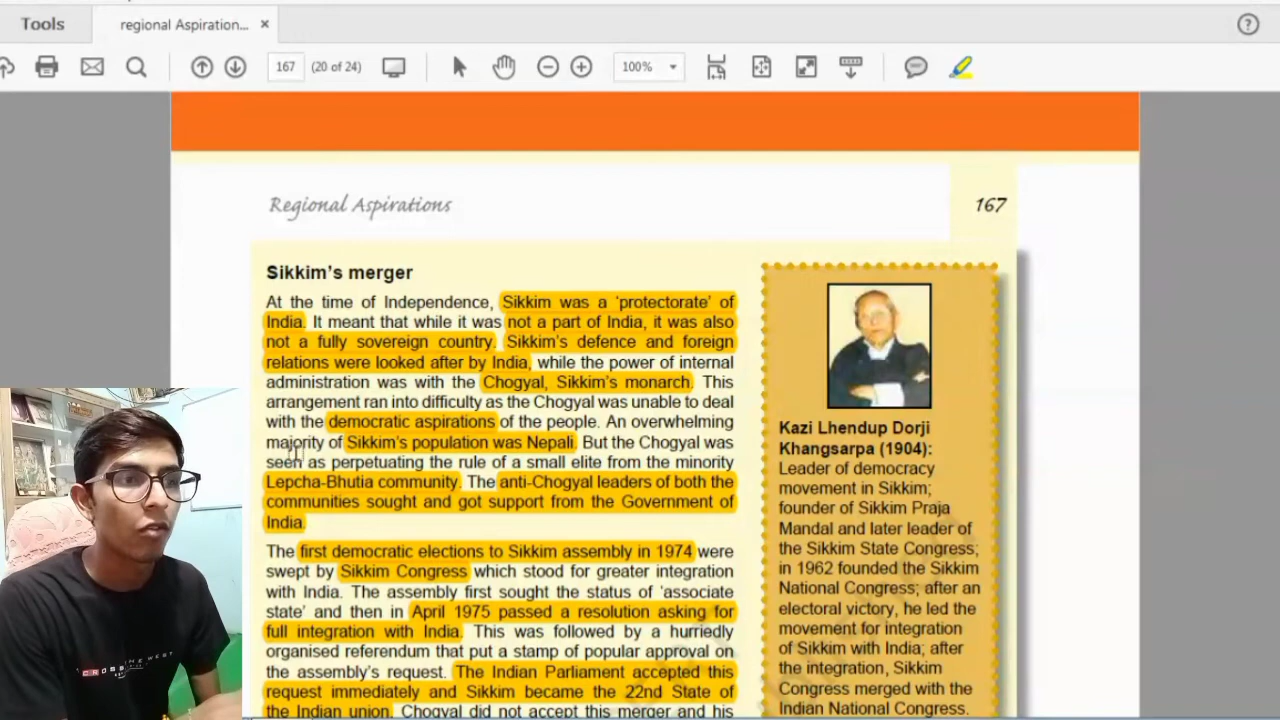 Tools
regional Aspiration... ×
?
167
(20 of 24)
100%
Regional Aspirations
167
Sikkim's merger
At the time of Independence, Sikkim was a 'protectorate' of
India. It meant that while it was not a part of India, it was also
not a fully sovereign country. Sikkim's defence and foreign
relations were looked after by India, while the power of internal
administration was with the Chogyal, Sikkim's monarch. This
arrangement ran into difficulty as the Chogyal was unable to deal
with the democratic aspirations of the people. An overwhelming
majority of Sikkim's population was Nepali. But the Chogyal was
seen as perpetuating the rule of a small elite from the minority
Lepcha-Bhutia community. The anti-Chogyal leaders of both the
communities sought and got support from the Government of
India.
The first democratic elections to Sikkim assembly in 1974 were
swept by Sikkim Congress which stood for greater integration
with India. The assembly first sought the status of 'associate
state' and then in April 1975 passed a resolution asking for
full integration with India. This was followed by a hurriedly
organised referendum that put a stamp of popular approval on
the assembly's request. The Indian Parliament accepted this
request immediately and Sikkim became the 22nd State of
the Indian union. Chogyal did not accept this merger and his
Kazi Lhendup Dorji
Khangsarpa (1904):
Leader of democracy
movement in Sikkim;
founder of Sikkim Praja
Mandal and later leader of
the Sikkim State Congress;
in 1962 founded the Sikkim
National Congress; after an
electoral victory, he led the
movement for integration
of Sikkim with India; after
the integration, Sikkim
Congress merged with the
Indian National Congress.